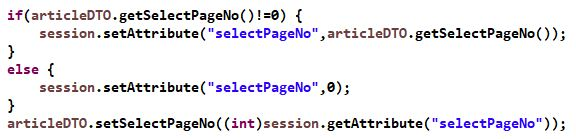 if(articleDTO.getSelectPageNo()!=0) {
    session.setAttribute("selectPageNo",articleDTO.getSelectPageNo());
}
else {
    session.setAttribute("selectPageNo",0);
}
articleDTO.setSelectPageNo((int)session.getAttribute("selectPageNo"));